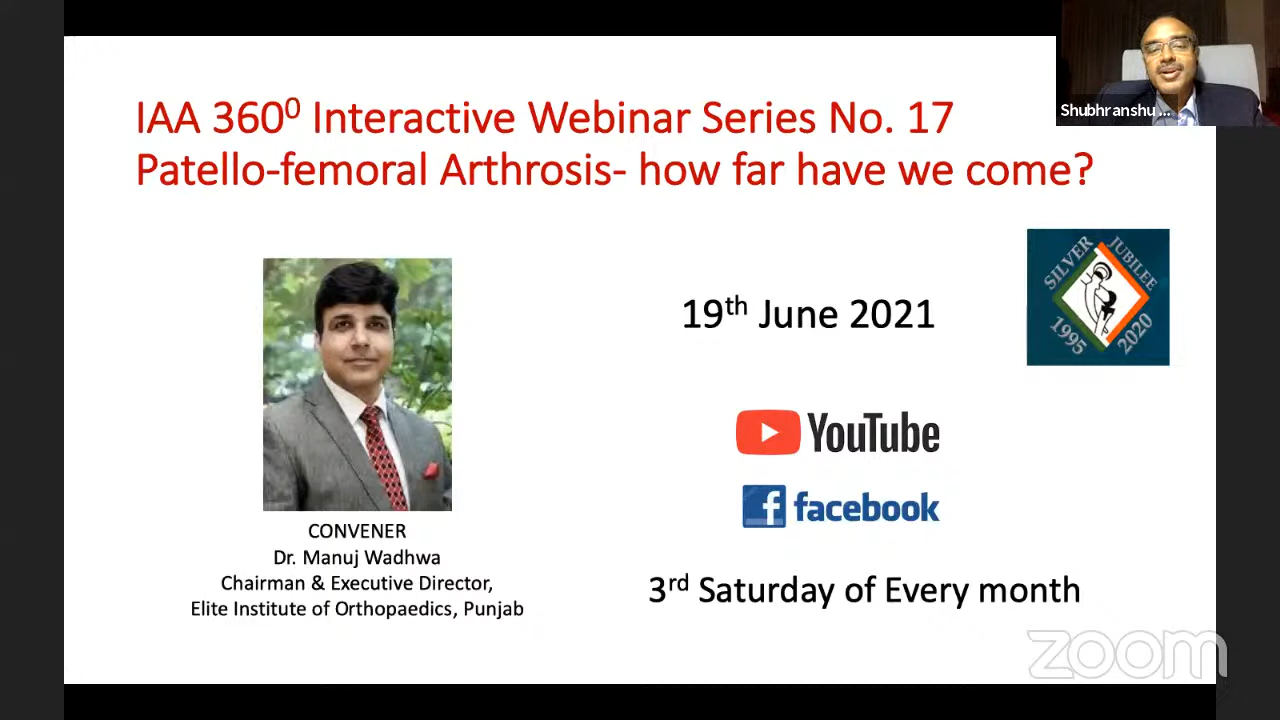 Shubhranshu ...
IAA 360⁰ Interactive Webinar Series No. 17
Patello-femoral Arthrosis- how far have we come?
SILVER JUBILEE
1995 2020
19th June 2021
YouTube
facebook
CONVENER
Dr. Manuj Wadhwa
Chairman & Executive Director,
Elite Institute of Orthopaedics, Punjab
3rd Saturday of Every month
zoom